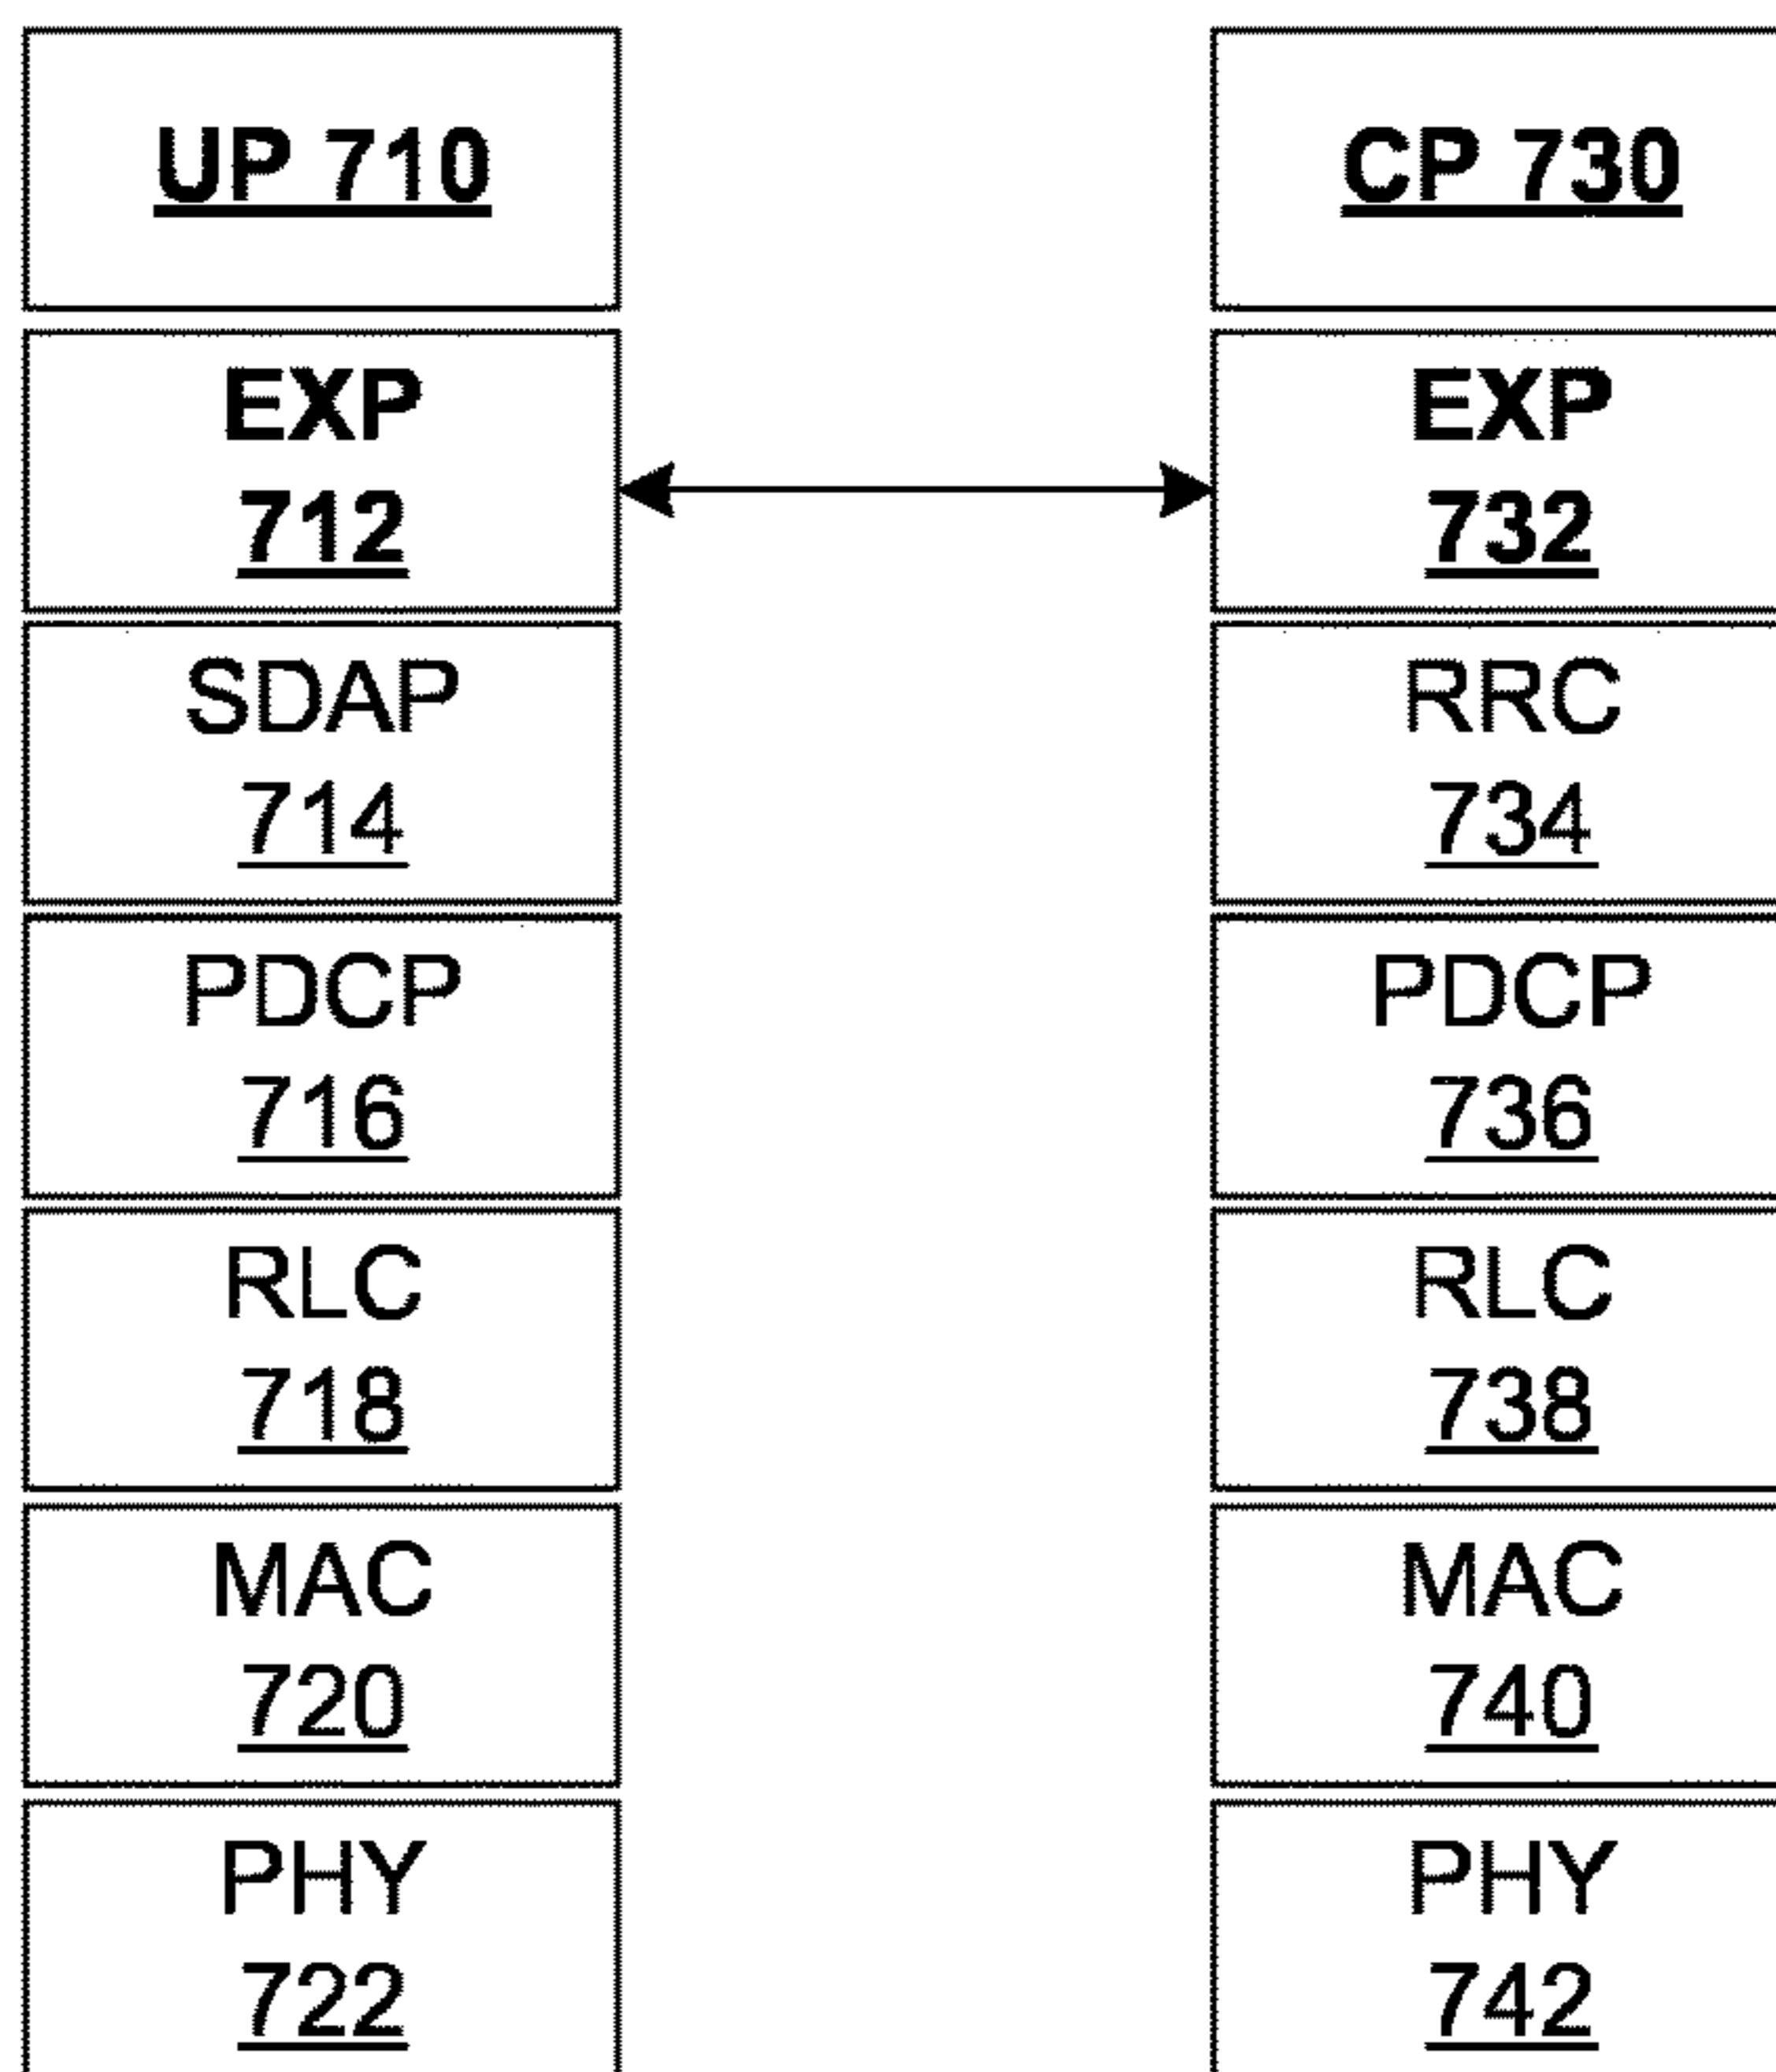 UP 710
CP 730
EXP
712
EXP
732
SDAP
714
RRC
734
PDCP
716
PDCP
736
RLC
718
RLC
738
MAC
720
MAC
740
PHY
722
PHY
742